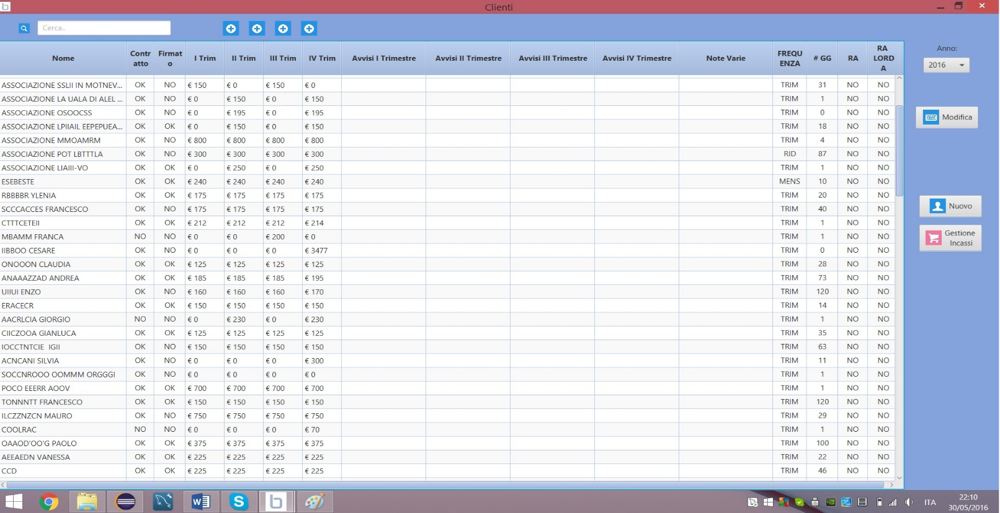 Clienti
Cerca..
Anno:
2016
Modifica
Nuovo
Gestione Incassi
Nome Contratto Firmato I Trim II Trim III Trim IV Trim Avvisi I Trimestre Avvisi II Trimestre Avvisi III Trimestre Avvisi IV Trimestre Note Varie FREQUENZA # GG RA RA LORDA
ASSOCIAZIONE SSLII IN MOTNEV... OK NO € 150 € 0 € 150 € 0 TRIM 31 NO NO
ASSOCIAZIONE LA UALA DI ALEL ... OK NO € 0 € 150 € 0 € 150 TRIM 1 NO NO
ASSOCIAZIONE OSOOCSS OK NO € 0 € 195 € 0 € 195 TRIM 0 NO NO
ASSOCIAZIONE LPIIAIL EEPEPUEA... OK OK € 0 € 150 € 0 € 150 TRIM 18 NO NO
ASSOCIAZIONE MMOAMRM OK NO € 800 € 800 € 800 € 800 TRIM 4 NO NO
ASSOCIAZIONE POT LBTTTLA OK NO € 300 € 300 € 300 € 300 RID 87 NO NO
ASSOCIAZIONE LIAIII-VO OK OK € 0 € 250 € 0 € 250 TRIM 1 NO NO
ESEBESTE OK OK € 240 € 240 € 240 € 240 MENS 10 NO NO
RBBBBR YLENIA OK OK € 175 € 175 € 175 € 175 TRIM 20 NO NO
SCCCACCES FRANCESCO OK NO € 175 € 175 € 175 € 175 TRIM 40 NO NO
CTTTCETEII OK OK € 212 € 212 € 212 € 214 TRIM 1 NO NO
MBAMM FRANCA NO NO € 0 € 0 € 200 € 0 TRIM 1 NO NO
IIBBOO CESARE OK NO € 0 € 0 € 0 € 3477 TRIM 0 NO NO
ONOOON CLAUDIA OK OK € 125 € 125 € 125 € 125 TRIM 28 NO NO
ANAAAZZAD ANDREA OK OK € 185 € 185 € 185 € 195 TRIM 73 NO NO
UIIUI ENZO OK NO € 160 € 160 € 160 € 170 TRIM 120 NO NO
ERACECR OK OK € 150 € 150 € 150 € 150 TRIM 14 NO NO
AACRLCIA GIORGIO NO NO € 0 € 230 € 0 € 230 TRIM 1 NO NO
CIICZOOA GIANLUCA OK OK € 125 € 125 € 125 € 125 TRIM 35 NO NO
IOCCTNTCIE IGII OK NO € 150 € 150 € 150 € 150 TRIM 63 NO NO
ACNCANI SILVIA OK NO € 0 € 0 € 0 € 300 TRIM 11 NO NO
SOCCNROOO OOMMM ORGGGI OK NO € 0 € 0 € 0 € 0 TRIM 1 NO NO
POCO EEERR AOOV OK OK € 700 € 700 € 700 € 700 TRIM 1 NO NO
TONNNTT FRANCESCO OK OK € 150 € 150 € 150 € 150 TRIM 120 NO NO
ILCZZNZCN MAURO OK NO € 750 € 750 € 750 € 750 TRIM 29 NO NO
COOLRAC NO NO € 0 € 0 € 0 € 70 TRIM 1 NO NO
OAAOD'OO'G PAOLO OK OK € 375 € 375 € 375 € 375 TRIM 100 NO NO
AEEAEDN VANESSA OK OK € 225 € 225 € 225 € 225 TRIM 22 NO NO
CCD OK OK € 225 € 225 € 225 € 225 TRIM 46 NO NO
ITA
22:10
30/05/2016